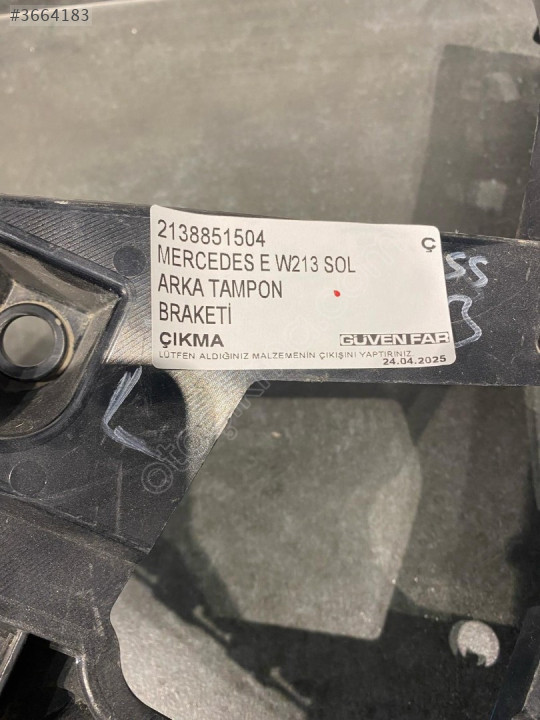 #3664183
2138851504
Ç
MERCEDES E W213 SOL
ARKA TAMPON
BRAKETİ
ÇIKMA
GÜVEN FAR
LÜTFEN ALDIĞINIZ MALZEMENİN ÇIKIŞINI YAPTIRINIZ
24.04.2025
SS
L